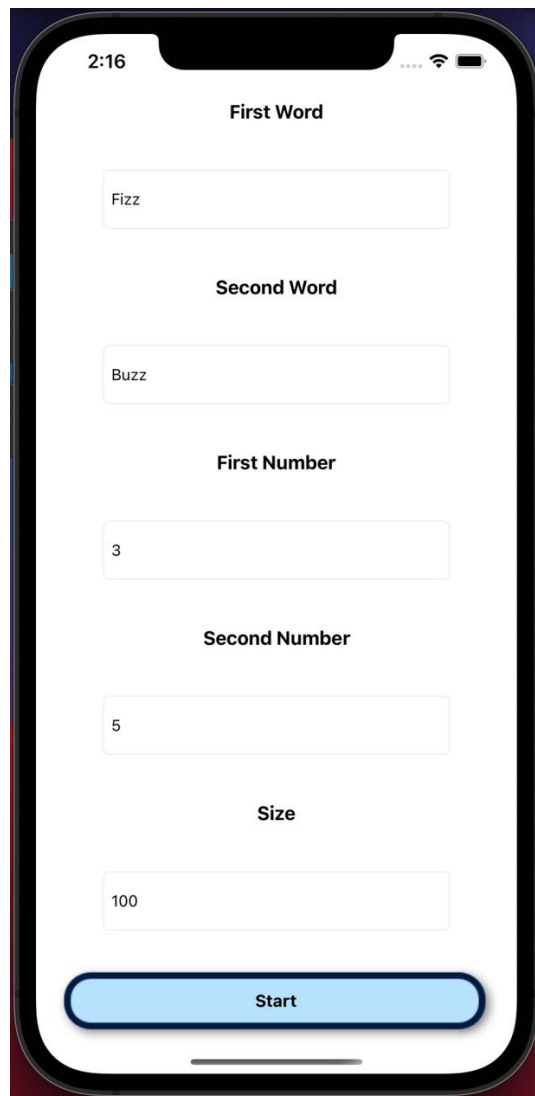 2:16
First Word
Fizz
Second Word
Buzz
First Number
3
Second Number
5
Size
100
Start